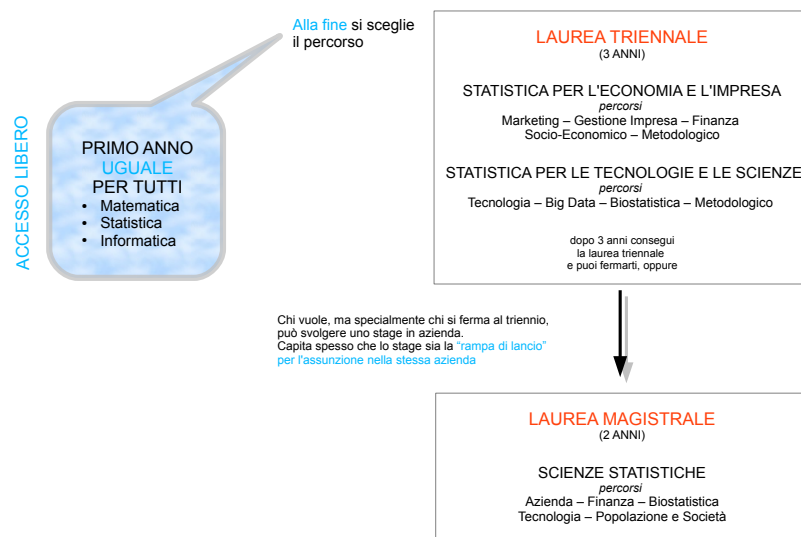 ACCESSO LIBERO
PRIMO ANNO
UGUALE
PER TUTTI
• Matematica
• Statistica
• Informatica
Alla fine si sceglie
il percorso
LAUREA TRIENNALE
(3 ANNI)
STATISTICA PER L'ECONOMIA E L'IMPRESA
percorsi
Marketing – Gestione Impresa – Finanza
Socio-Economico – Metodologico
STATISTICA PER LE TECNOLOGIE E LE SCIENZE
percorsi
Tecnologia – Big Data – Biostatistica – Metodologico
dopo 3 anni consegui
la laurea triennale
e puoi fermarti, oppure
Chi vuole, ma specialmente chi si ferma al triennio,
può svolgere uno stage in azienda.
Capita spesso che lo stage sia la “rampa di lancio”
per l'assunzione nella stessa azienda
LAUREA MAGISTRALE
(2 ANNI)
SCIENZE STATISTICHE
percorsi
Azienda – Finanza – Biostatistica
Tecnologia – Popolazione e Società